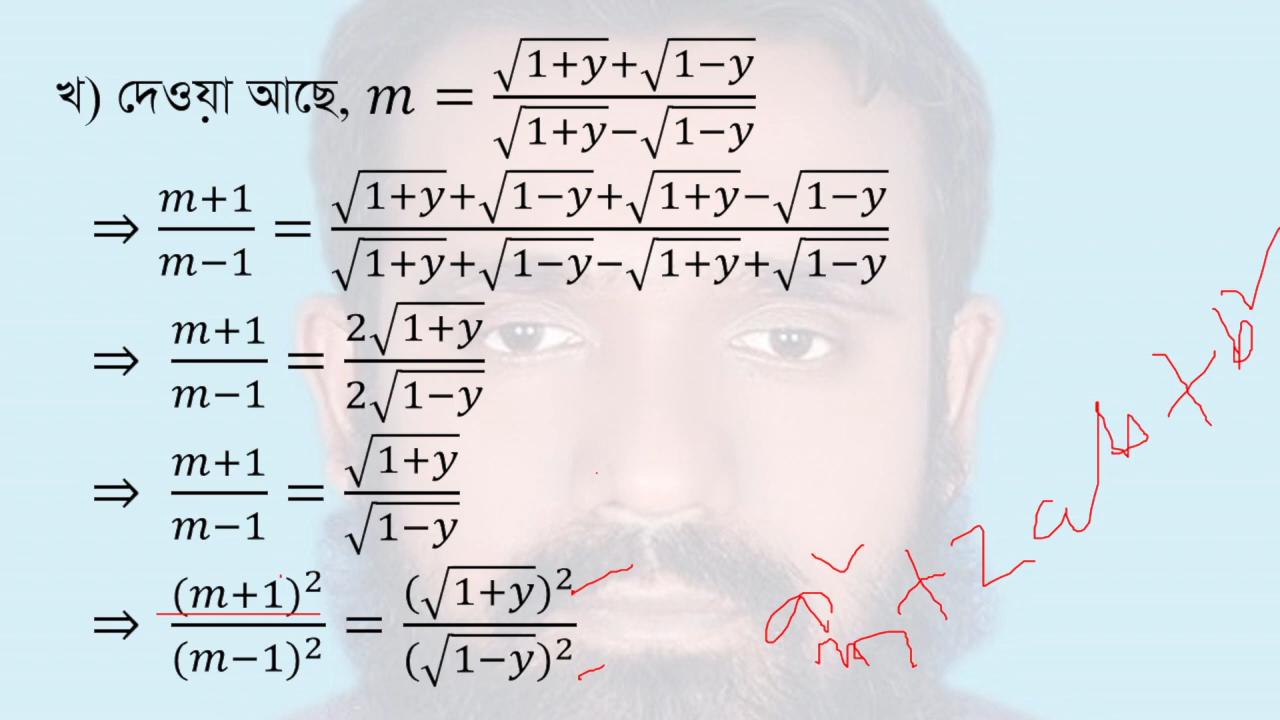 খ) দেওয়া আছে, m = (√(1+y)+√(1−y))/(√(1+y)−√(1−y))
⇒ (m+1)/(m−1) = (√(1+y)+√(1−y)+√(1+y)−√(1−y))/(√(1+y)+√(1−y)−√(1+y)+√(1−y))
⇒ (m+1)/(m−1) = (2√(1+y))/(2√(1−y))
⇒ (m+1)/(m−1) = √(1+y)/√(1−y)
⇒ (m+1)²/(m−1)² = (√(1+y))²/(√(1−y))²